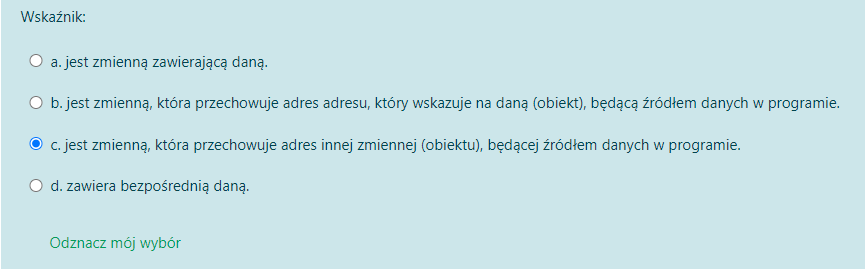 Wskaźnik:
a. jest zmienną zawierającą daną.
b. jest zmienną, która przechowuje adres adresu, który wskazuje na daną (obiekt), będącą źródłem danych w programie.
c. jest zmienną, która przechowuje adres innej zmiennej (obiektu), będącej źródłem danych w programie.
d. zawiera bezpośrednią daną.
Odznacz mój wybór